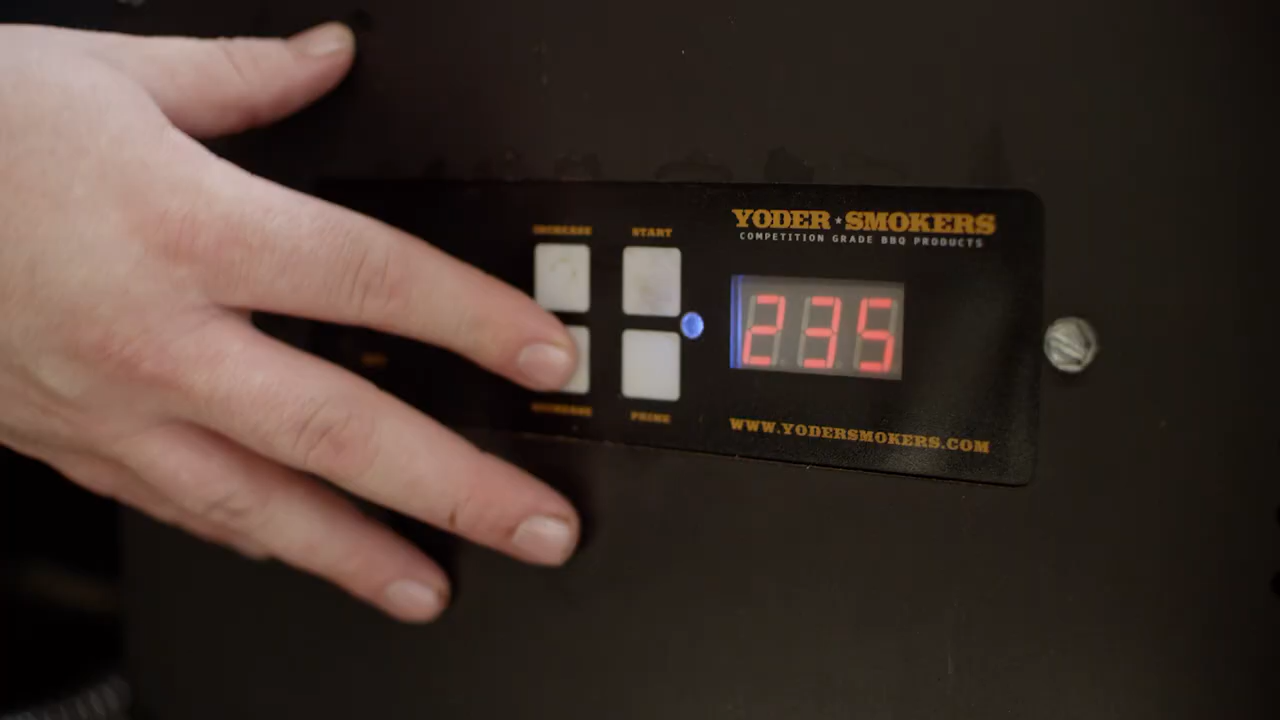 INCREASE
START
YODER★SMOKERS
COMPETITION GRADE BBQ PRODUCTS
235
DECREASE
PRIME
WWW.YODERSMOKERS.COM